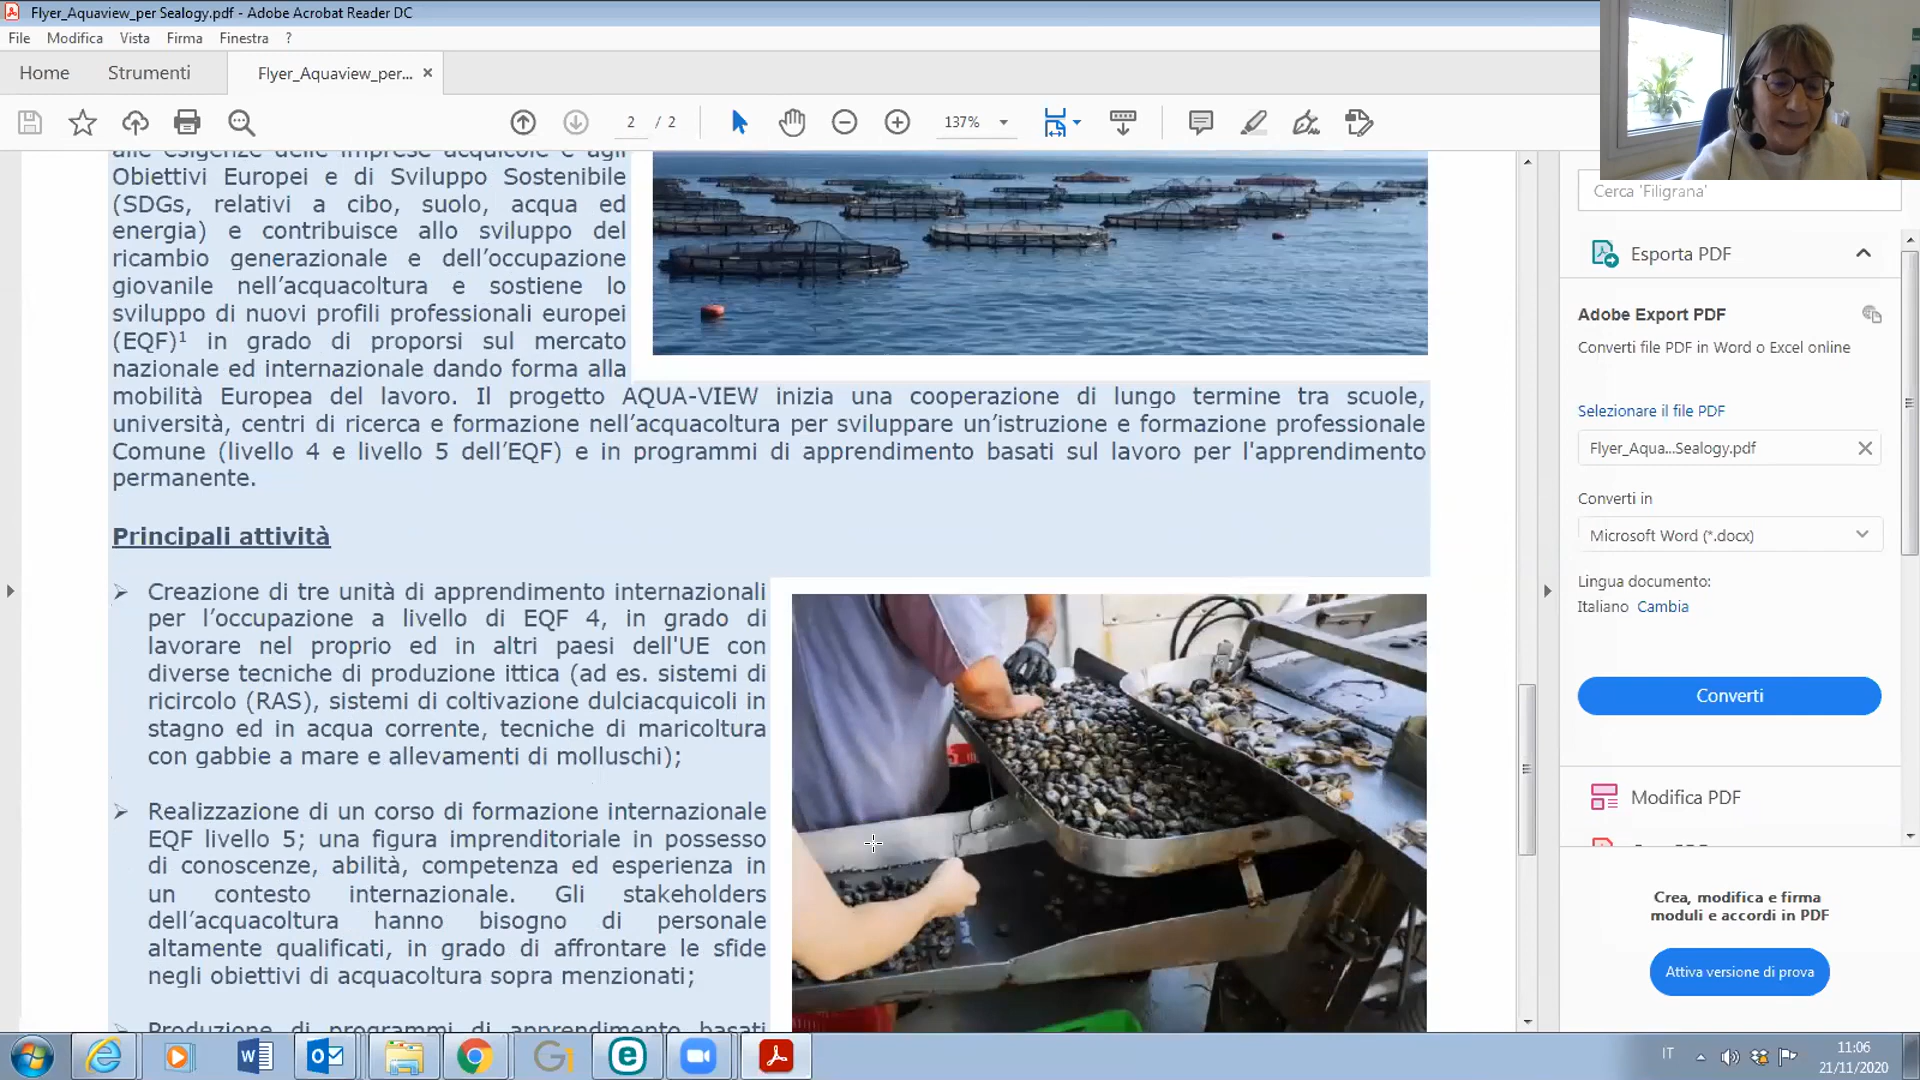 Flyer_Aquaview_per Sealogy.pdf - Adobe Acrobat Reader DC
File Modifica Vista Firma Finestra ?
Home Strumenti Flyer_Aquaview_per... ×
2 / 2 137%
alle esigenze delle imprese acquicole e agli
Obiettivi Europei e di Sviluppo Sostenibile
(SDGs, relativi a cibo, suolo, acqua ed
energia) e contribuisce allo sviluppo del
ricambio generazionale e dell’occupazione
giovanile nell’acquacoltura e sostiene lo
sviluppo di nuovi profili professionali europei
(EQF)¹ in grado di proporsi sul mercato
nazionale ed internazionale dando forma alla
mobilità Europea del lavoro. Il progetto AQUA-VIEW inizia una cooperazione di lungo termine tra scuole,
università, centri di ricerca e formazione nell’acquacoltura per sviluppare un’istruzione e formazione professionale
Comune (livello 4 e livello 5 dell’EQF) e in programmi di apprendimento basati sul lavoro per l'apprendimento
permanente.
Principali attività
Creazione di tre unità di apprendimento internazionali
per l’occupazione a livello di EQF 4, in grado di
lavorare nel proprio ed in altri paesi dell'UE con
diverse tecniche di produzione ittica (ad es. sistemi di
ricircolo (RAS), sistemi di coltivazione dulciacquicoli in
stagno ed in acqua corrente, tecniche di maricoltura
con gabbie a mare e allevamenti di molluschi);
Realizzazione di un corso di formazione internazionale
EQF livello 5; una figura imprenditoriale in possesso
di conoscenze, abilità, competenza ed esperienza in
un contesto internazionale. Gli stakeholders
dell’acquacoltura hanno bisogno di personale
altamente qualificati, in grado di affrontare le sfide
negli obiettivi di acquacoltura sopra menzionati;
Produzione di programmi di apprendimento basati
Cerca 'Filigrana'
Esporta PDF
Adobe Export PDF
Converti file PDF in Word o Excel online
Selezionare il file PDF
Flyer_Aqua...Sealogy.pdf
Converti in
Microsoft Word (*.docx)
Lingua documento:
Italiano Cambia
Converti
Modifica PDF
Crea, modifica e firma
moduli e accordi in PDF
Attiva versione di prova
IT
11:06
21/11/2020